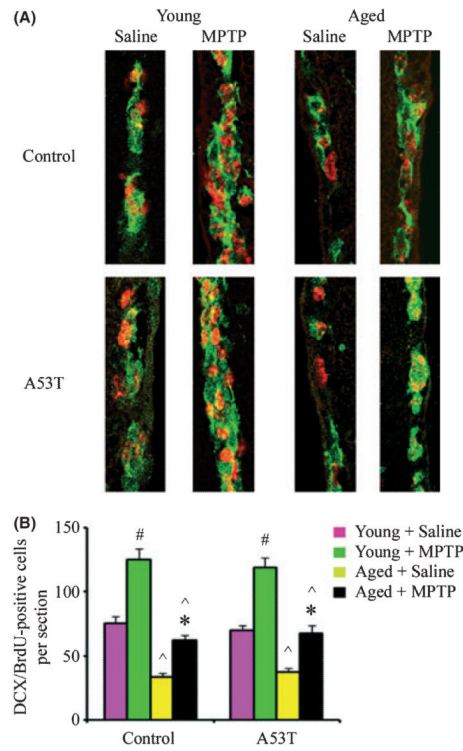 (A)
Young Aged
Saline MPTP Saline MPTP
Control
A53T
(B)
150
100
50
0
DCX/BrdU-positive cells
per section
# ^ * ^ # ^ * ^
Control A53T
Young + Saline
Young + MPTP
Aged + Saline
Aged + MPTP